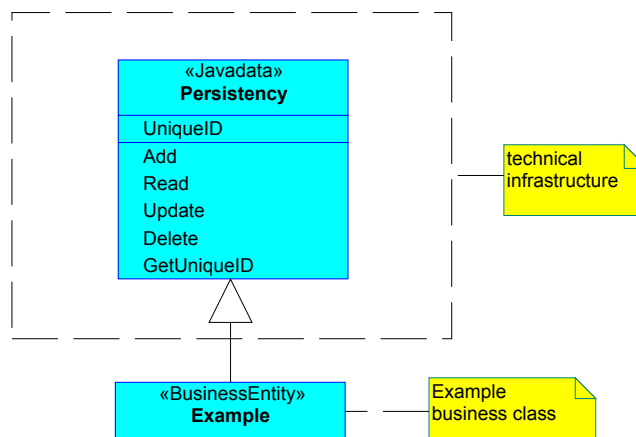 «Javadata»
Persistency
UniqueID
Add
Read
Update
Delete
GetUniqueID
technical
infrastructure
«BusinessEntity»
Example
Example
business class